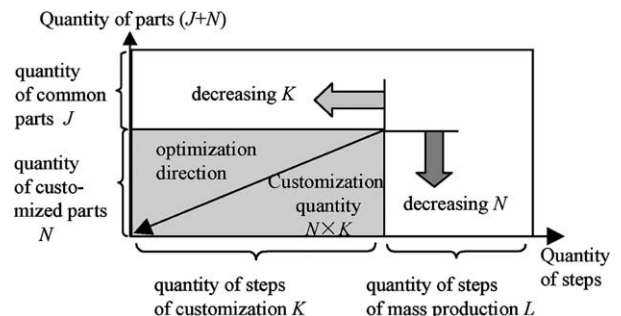 Quantity of parts (J+N)
quantity
of common
parts J
decreasing K
quantity
of custo-
mized parts
N
optimization
direction
Customization
quantity
N×K
decreasing N
Quantity
of steps
quantity of steps
of customization K
quantity of steps
of mass production L